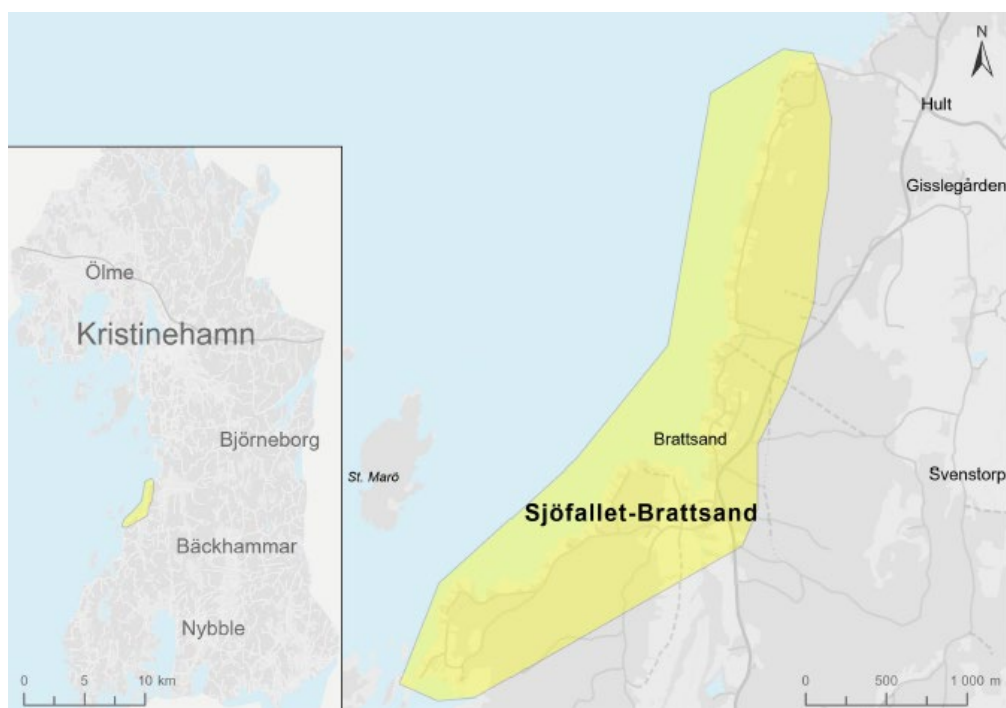 N
Hult
Gisslegården
Ölme
Kristinehamn
Björneborg
Brattsand
St. Marö
Svenstorp
Sjöfallet-Brattsand
Bäckhammar
Nybble
0 5 10 km
0 500 1 000 m